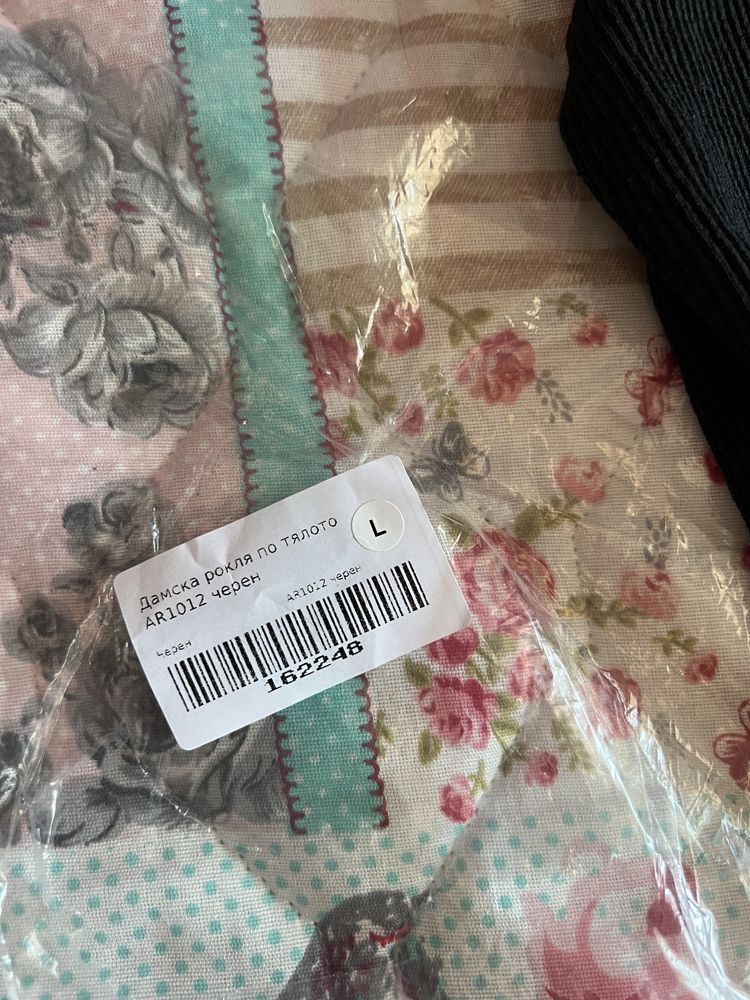 Дамска рокля по тялото
L
AR1012 черен
AR1012 черен
Черен
162248